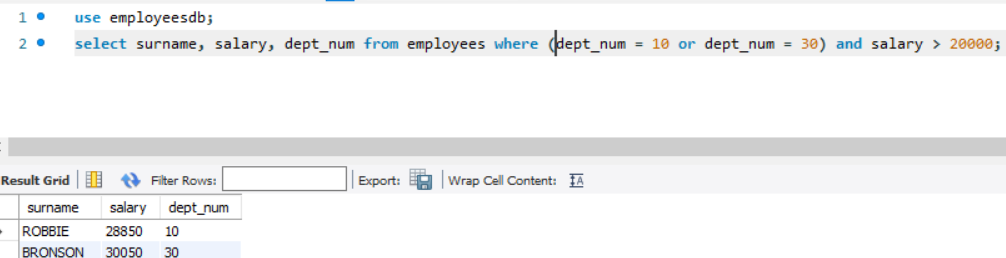 1 use employeesdb;
2 select surname, salary, dept_num from employees where (dept_num = 10 or dept_num = 30) and salary > 20000;
Result Grid Filter Rows: Export: Wrap Cell Content: IA
surname salary dept_num
ROBBIE 28850 10
BRONSON 30050 30